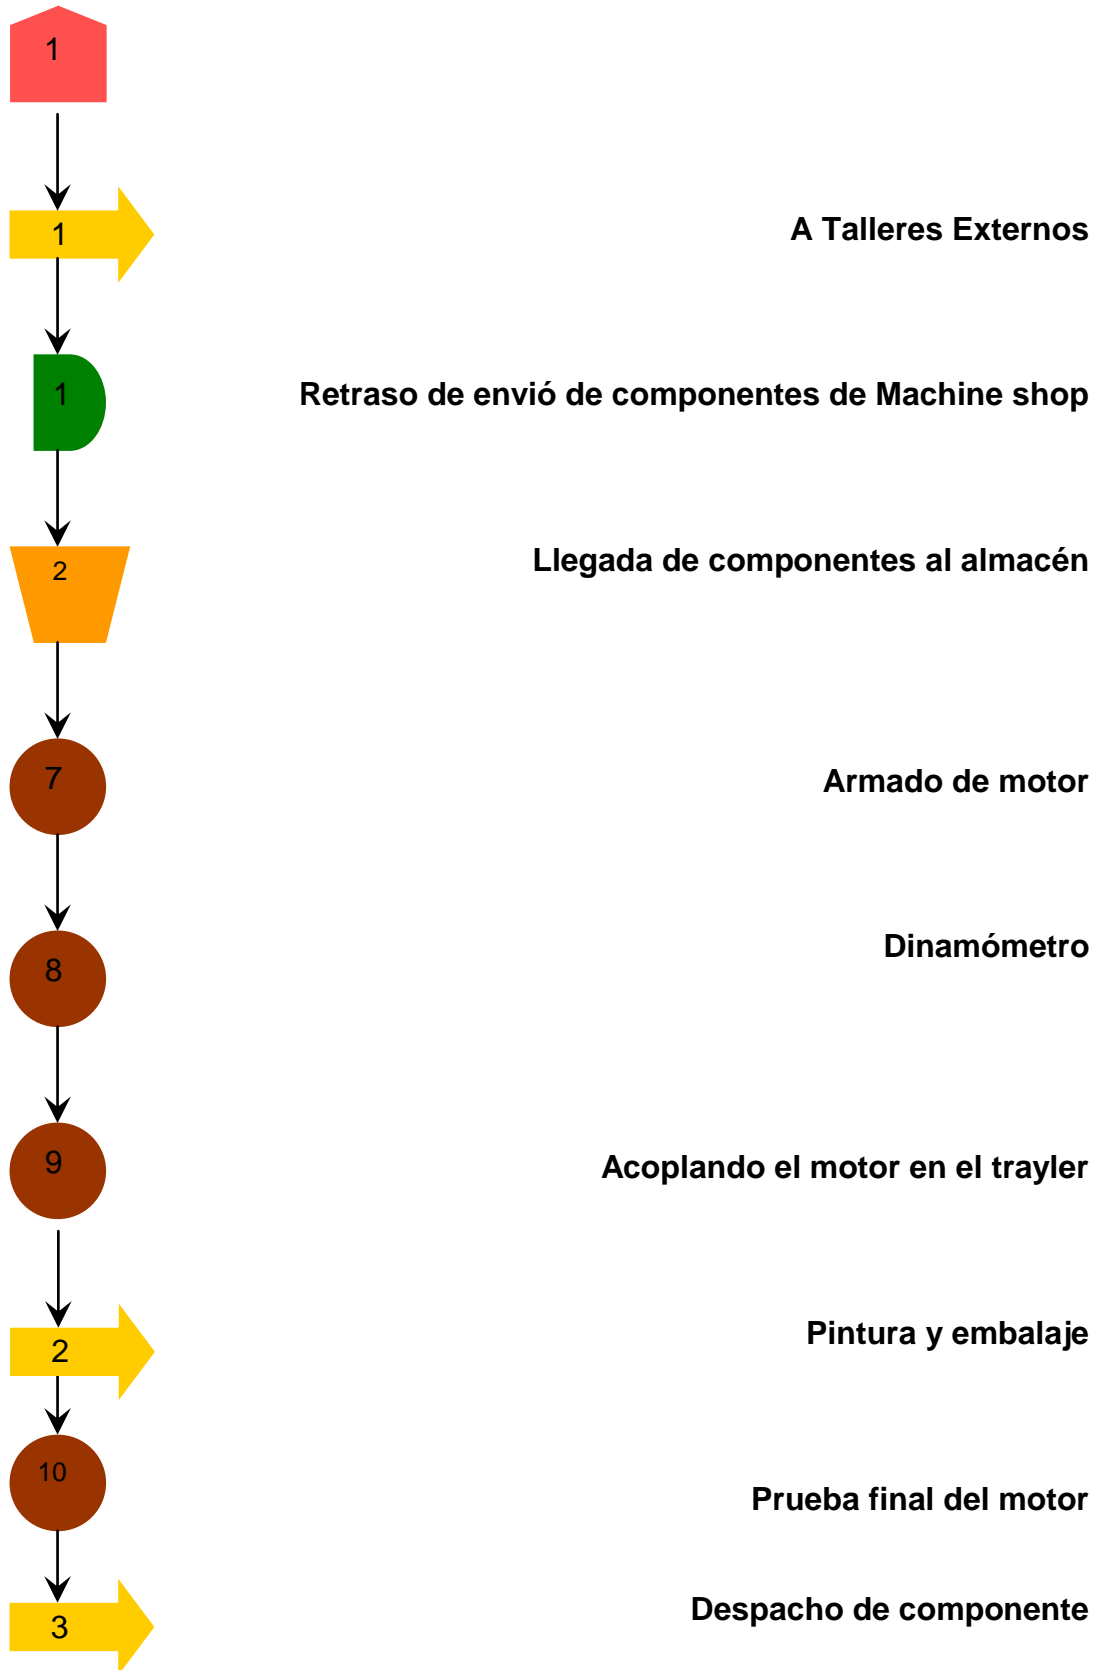 1
1
A Talleres Externos
1
Retraso de envió de componentes de Machine shop
2
Llegada de componentes al almacén
7
Armado de motor
8
Dinamómetro
9
Acoplando el motor en el trayler
2
Pintura y embalaje
10
Prueba final del motor
3
Despacho de componente